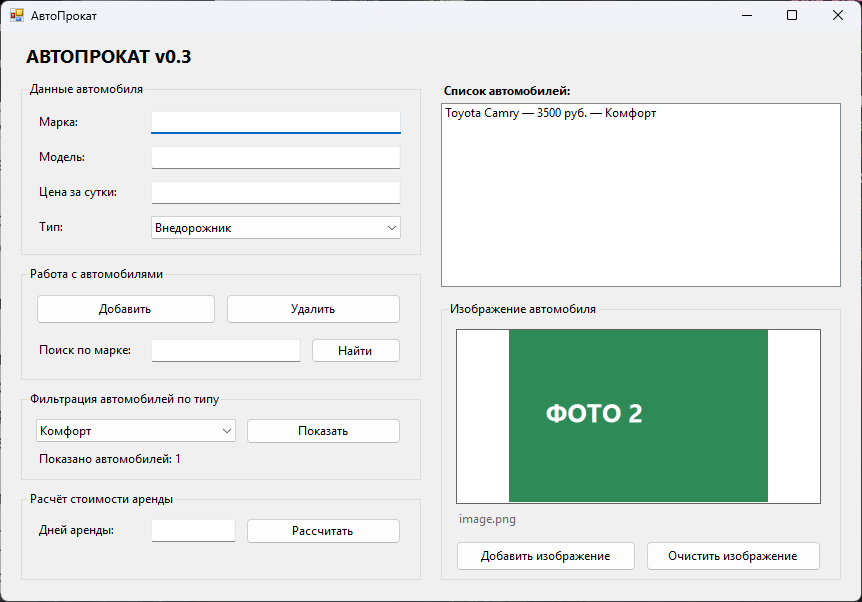 АвтоПрокат
АВТОПРОКАТ v0.3
Данные автомобиля
Марка:
Модель:
Цена за сутки:
Тип:
Внедорожник
Работа с автомобилями
Добавить
Удалить
Поиск по марке:
Найти
Фильтрация автомобилей по типу
Комфорт
Показать
Показано автомобилей: 1
Расчёт стоимости аренды
Дней аренды:
Рассчитать
Список автомобилей:
Toyota Camry — 3500 руб. — Комфорт
Изображение автомобиля
ФОТО 2
image.png
Добавить изображение
Очистить изображение